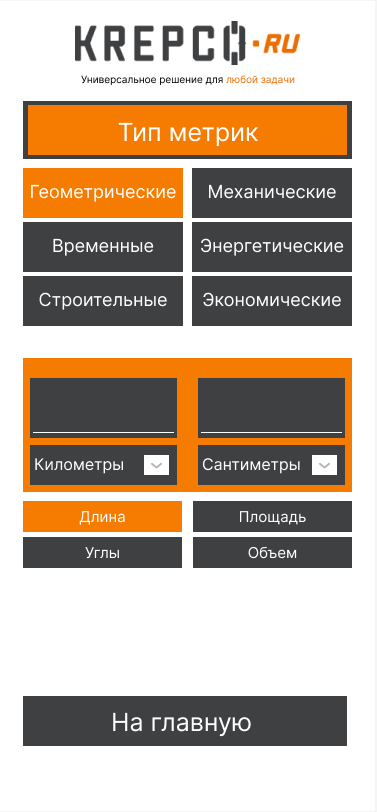 KREPCO.RU
Универсальное решение для любой задачи
Тип метрик
Геометрические Механические
Временные Энергетические
Строительные Экономические
Километры Сантиметры
Длина Площадь
Углы Объем
На главную